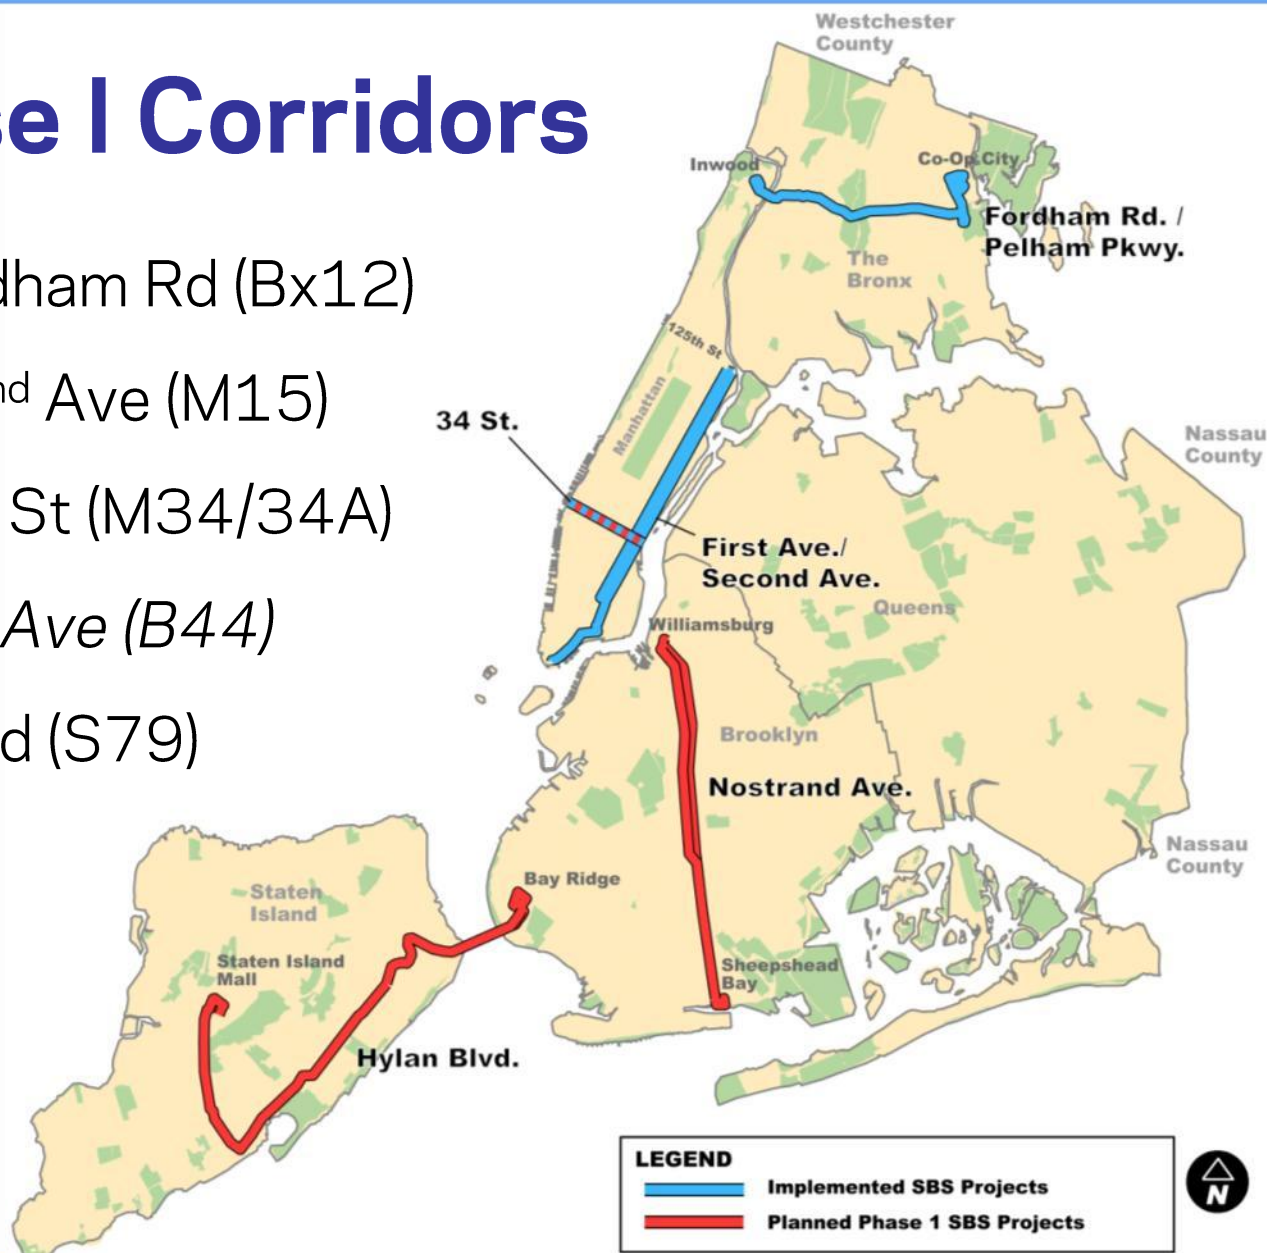 se I Corridors
dham Rd (Bx12)
nd Ave (M15)
St (M34/34A)
Ave (B44)
d (S79)
Westchester
County
Inwood
Co-Op City
Fordham Rd. /
Pelham Pkwy.
The
Bronx
125th St
Manhattan
34 St.
Nassau
County
First Ave./
Second Ave.
Queens
Williamsburg
Brooklyn
Nostrand Ave.
Nassau
County
Bay Ridge
Staten
Island
Staten Island
Mall
Sheepshead
Bay
Hylan Blvd.
LEGEND
Implemented SBS Projects
Planned Phase 1 SBS Projects
N